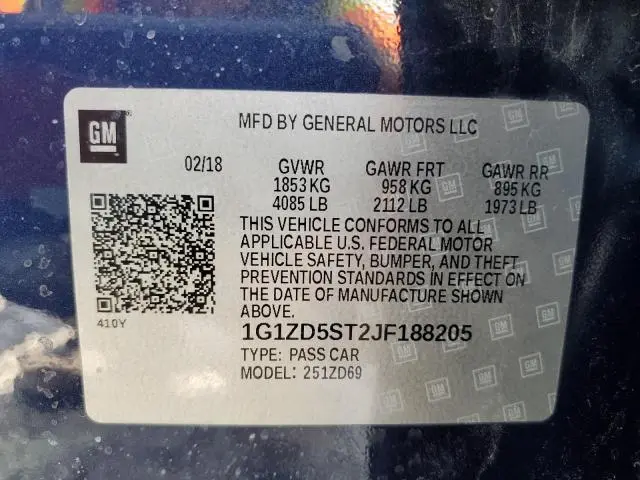 GM
MFD BY GENERAL MOTORS LLC
02/18 GVWR GAWR FRT GAWR RR
1853 KG 958 KG 895 KG
4085 LB 2112 LB 1973 LB
THIS VEHICLE CONFORMS TO ALL
APPLICABLE U.S. FEDERAL MOTOR
VEHICLE SAFETY, BUMPER, AND THEFT
PREVENTION STANDARDS IN EFFECT ON
THE DATE OF MANUFACTURE SHOWN
ABOVE.
410Y
1G1ZD5ST2JF188205
TYPE: PASS CAR
MODEL: 251ZD69